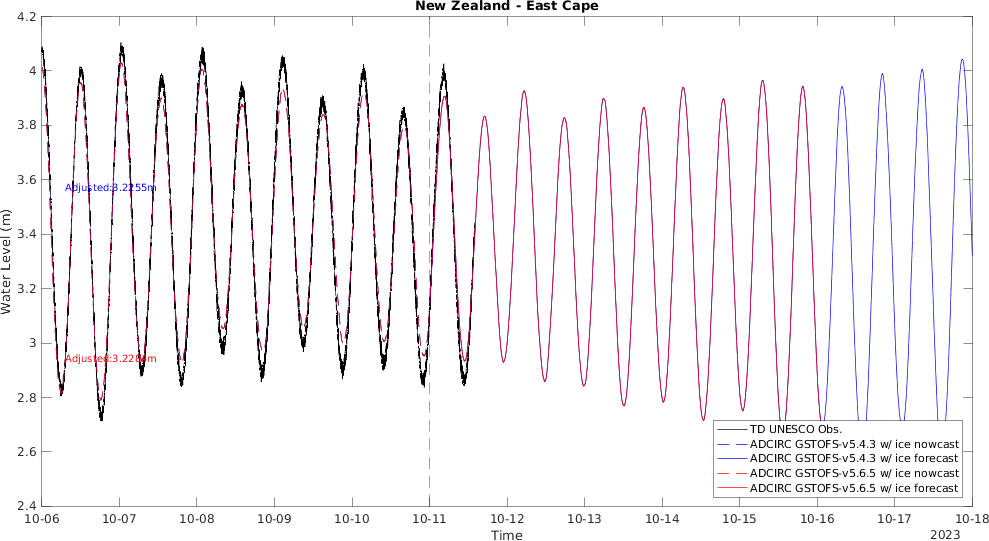 New Zealand - East Cape
4.2
4
3.8
3.6
3.4
3.2
3
2.8
2.6
2.4
Water Level (m)
Adjusted:3.2255m
TD UNESCO Obs.
ADCIRC GSTOFS-v5.4.3 w/ ice nowcast
ADCIRC GSTOFS-v5.4.3 w/ ice forecast
ADCIRC GSTOFS-v5.6.5 w/ ice nowcast
ADCIRC GSTOFS-v5.6.5 w/ ice forecast
10-06 10-07 10-08 10-09 10-10 10-11 10-12 10-13 10-14 10-15 10-16 10-17 10-18
Time
2023